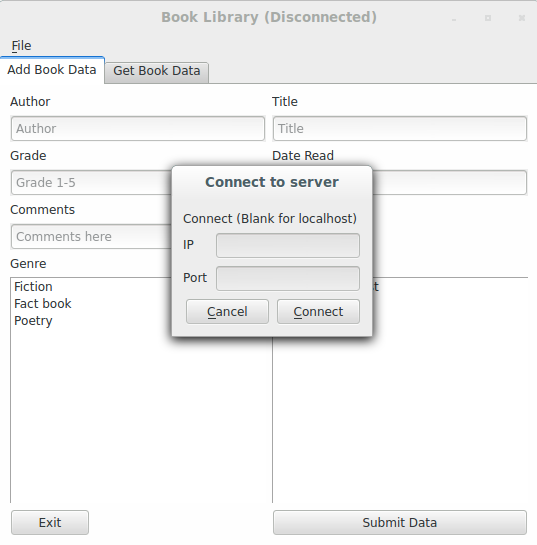 Book Library (Disconnected)
File
Add Book Data
Get Book Data
Author
Title
Author
Title
Grade
Date Read
Grade 1-5
Comments
Comments here
Genre
Fiction
Fact book
Poetry
Connect to server
Connect (Blank for localhost)
IP
Port
Cancel
Connect
Exit
Submit Data